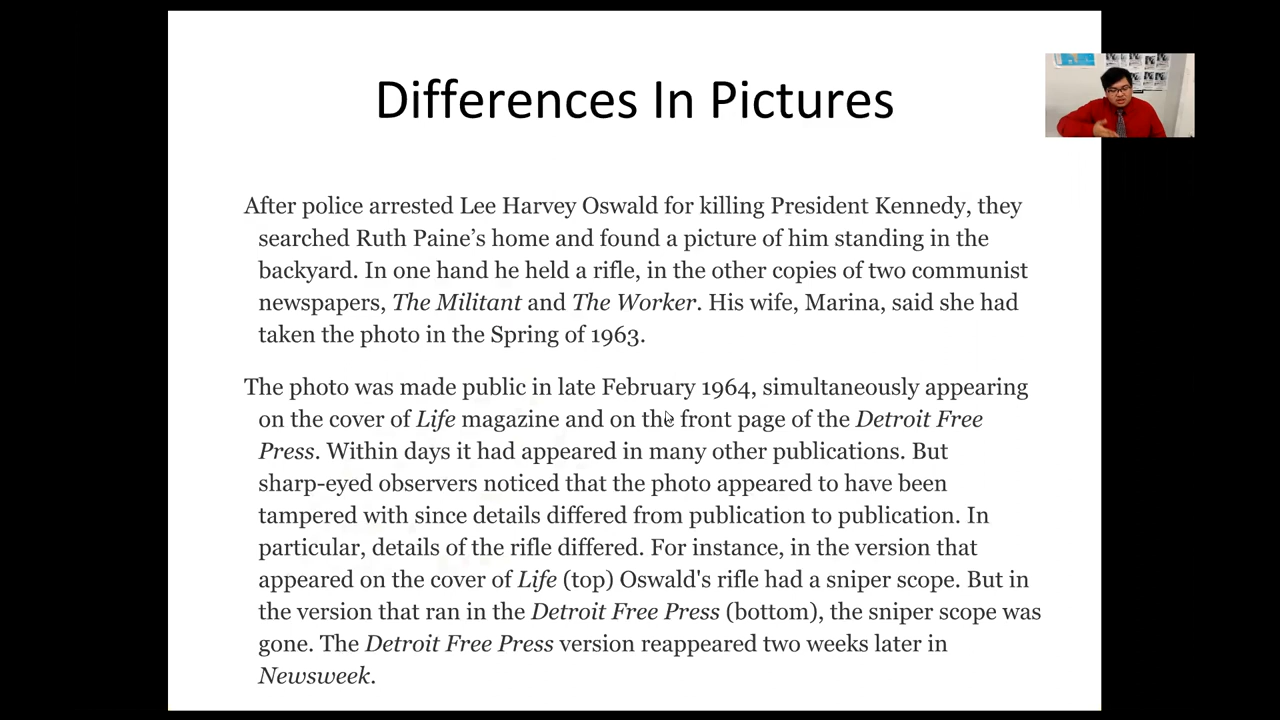 Differences In Pictures
After police arrested Lee Harvey Oswald for killing President Kennedy, they
searched Ruth Paine’s home and found a picture of him standing in the
backyard. In one hand he held a rifle, in the other copies of two communist
newspapers, The Militant and The Worker. His wife, Marina, said she had
taken the photo in the Spring of 1963.
The photo was made public in late February 1964, simultaneously appearing
on the cover of Life magazine and on the front page of the Detroit Free
Press. Within days it had appeared in many other publications. But
sharp-eyed observers noticed that the photo appeared to have been
tampered with since details differed from publication to publication. In
particular, details of the rifle differed. For instance, in the version that
appeared on the cover of Life (top) Oswald's rifle had a sniper scope. But in
the version that ran in the Detroit Free Press (bottom), the sniper scope was
gone. The Detroit Free Press version reappeared two weeks later in
Newsweek.